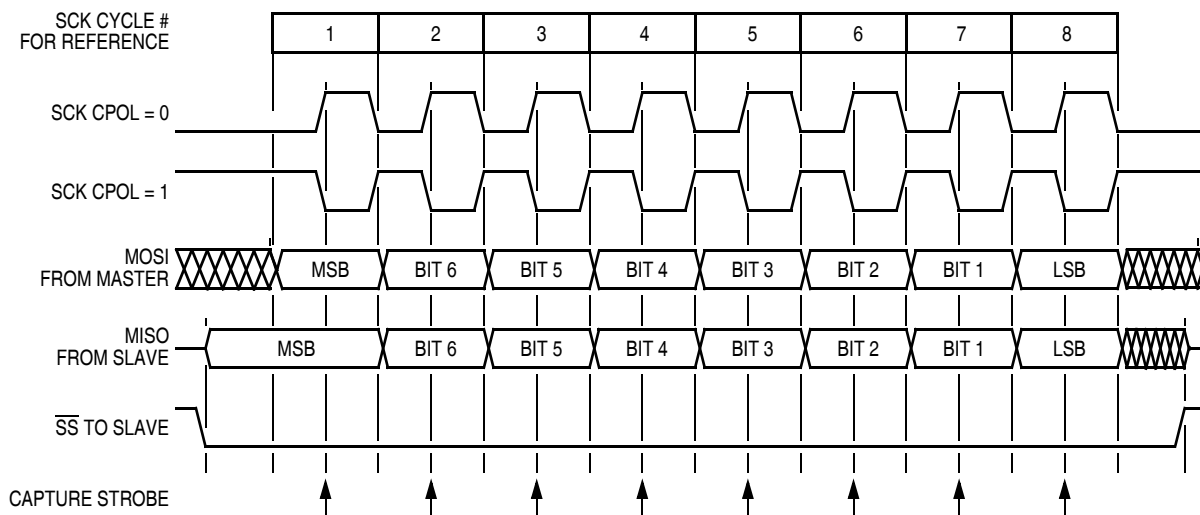 SCK CYCLE #
FOR REFERENCE
1 2 3 4 5 6 7 8
SCK CPOL = 0
SCK CPOL = 1
MOSI
FROM MASTER
MSB BIT 6 BIT 5 BIT 4 BIT 3 BIT 2 BIT 1 LSB
MISO
FROM SLAVE
MSB BIT 6 BIT 5 BIT 4 BIT 3 BIT 2 BIT 1 LSB
SS TO SLAVE
CAPTURE STROBE